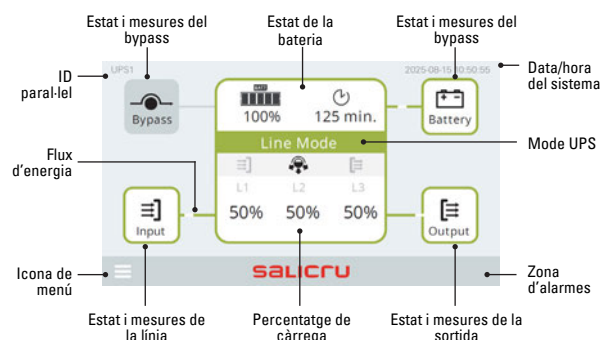 Estat i mesures del
bypass
Estat de la
bateria
Estat i mesures del
bypass
ID
paral·lel
UPS1
2025-08-15 10:50:55
Data/hora
del sistema
BATT
100%
125 min.
Bypass
Battery
Line Mode
Mode UPS
Flux
d'energia
L1
L2
L3
50%
50%
50%
Input
Output
Icona de
menú
SALICRU
Zona
d'alarmes
Estat i mesures de
la línia
Percentatge de
càrrega
Estat i mesures de la
sortida